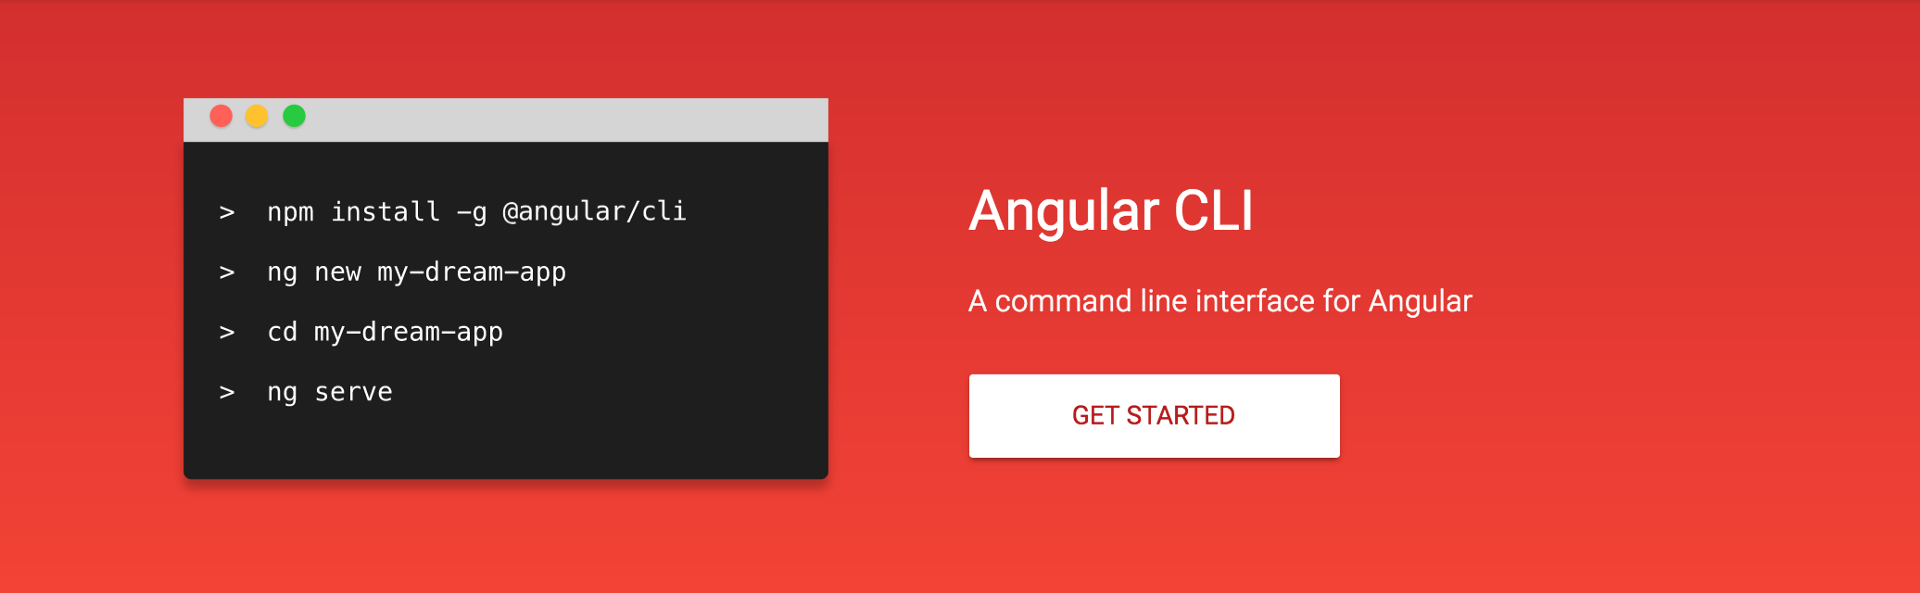 > npm install -g @angular/cli
> ng new my-dream-app
> cd my-dream-app
> ng serve
Angular CLI
A command line interface for Angular
GET STARTED